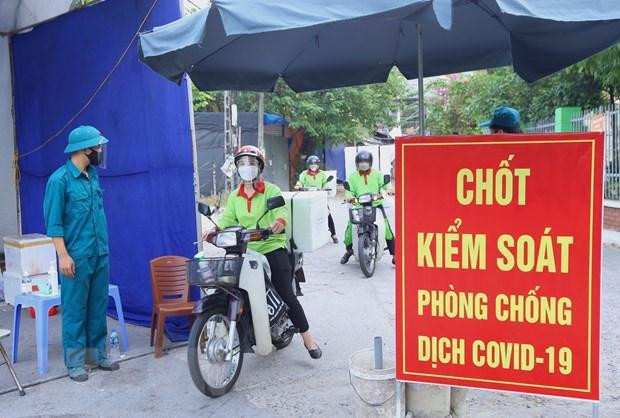 CHỐT
KIỂM SOÁT
PHÒNG CHỐNG
DỊCH COVID-19